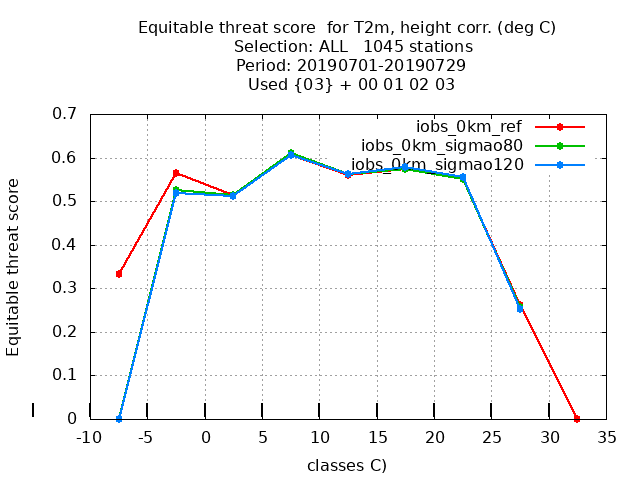 Equitable threat score  for T2m, height corr. (deg C)
Selection: ALL   1045 stations
Period: 20190701-20190729
Used {03} + 00 01 02 03
iobs_0km_ref
iobs_0km_sigmao80
iobs_0km_sigmao120
Equitable threat score
0.7
0.6
0.5
0.4
0.3
0.2
0.1
0
-10 -5 0 5 10 15 20 25 30 35
classes C)